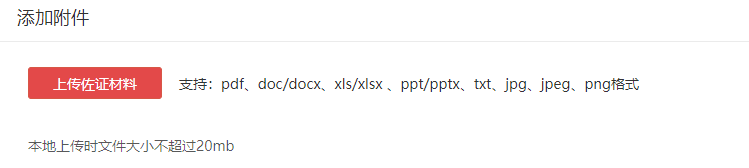 添加附件
上传佐证材料 支持：pdf、doc/docx、xls/xlsx 、ppt/pptx、txt、jpg、jpeg、png格式
本地上传时文件大小不超过20mb